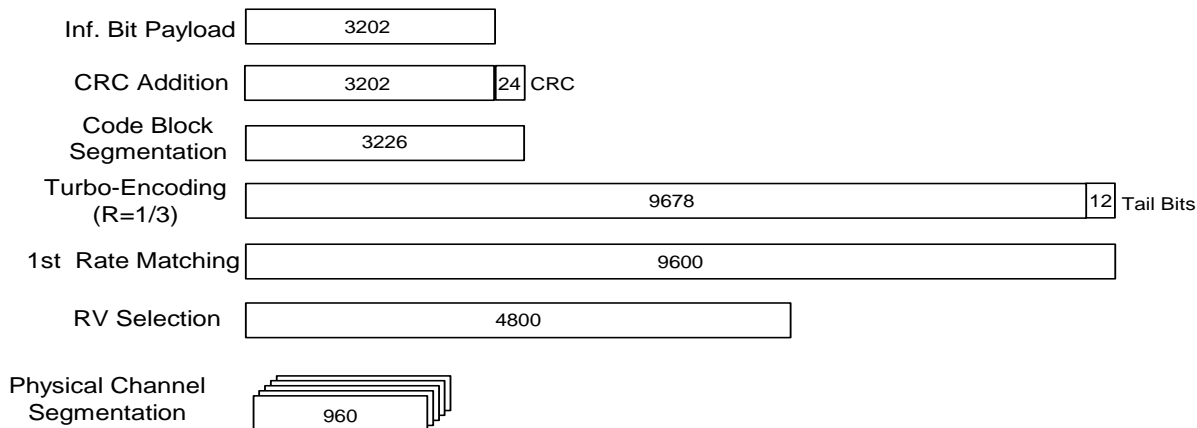 Inf. Bit Payload 3202
CRC Addition 3202 24 CRC
Code Block
Segmentation 3226
Turbo-Encoding
(R=1/3) 9678 12 Tail Bits
1st Rate Matching 9600
RV Selection 4800
Physical Channel
Segmentation 960